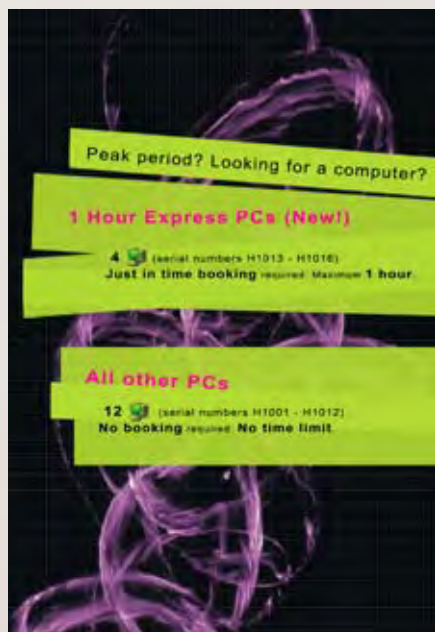 Peak period? Looking for a computer?
1 Hour Express PCs (New!)
4 (serial numbers H1013 - H1016)
Just in time booking required. Maximum 1 hour.
All other PCs
12 (serial numbers H1001 - H1012)
No booking required. No time limit.